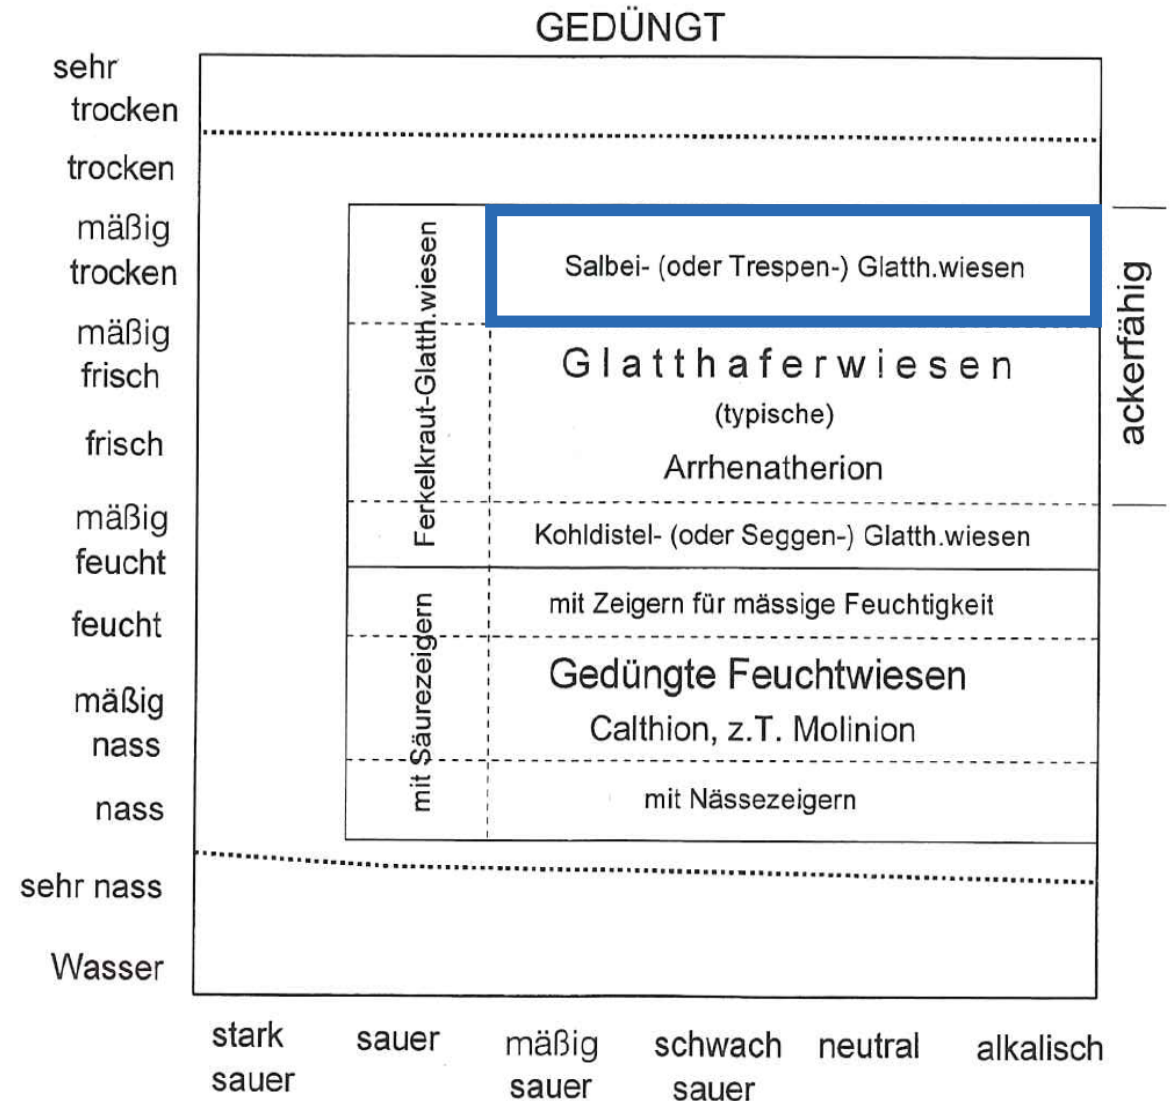 GEDÜNGT
sehr
trocken
trocken
mäßig
trocken
mäßig
frisch
frisch
mäßig
feucht
feucht
mäßig
nass
nass
sehr nass
Wasser
Ferkelkraut-Glatth.wiesen
mit Säurezeigern
Salbei- (oder Trespen-) Glatth.wiesen
Glatthaferwiesen
(typische)
Arrhenatherion
Kohldistel- (oder Seggen-) Glatth.wiesen
mit Zeigern für mässige Feuchtigkeit
Gedüngte Feuchtwiesen
Calthion, z.T. Molinion
mit Nässezeigern
ackerfähig
stark
sauer
sauer
mäßig
sauer
schwach
sauer
neutral
alkalisch